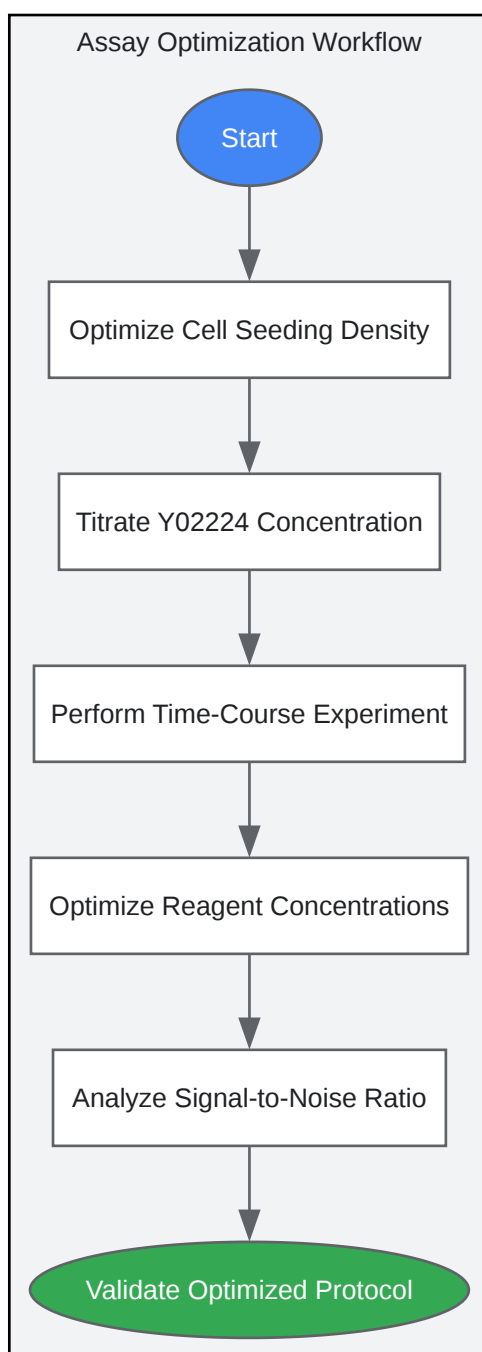 Assay Optimization Workflow
Start
Optimize Cell Seeding Density
Titrate Y02224 Concentration
Perform Time-Course Experiment
Optimize Reagent Concentrations
Analyze Signal-to-Noise Ratio
Validate Optimized Protocol